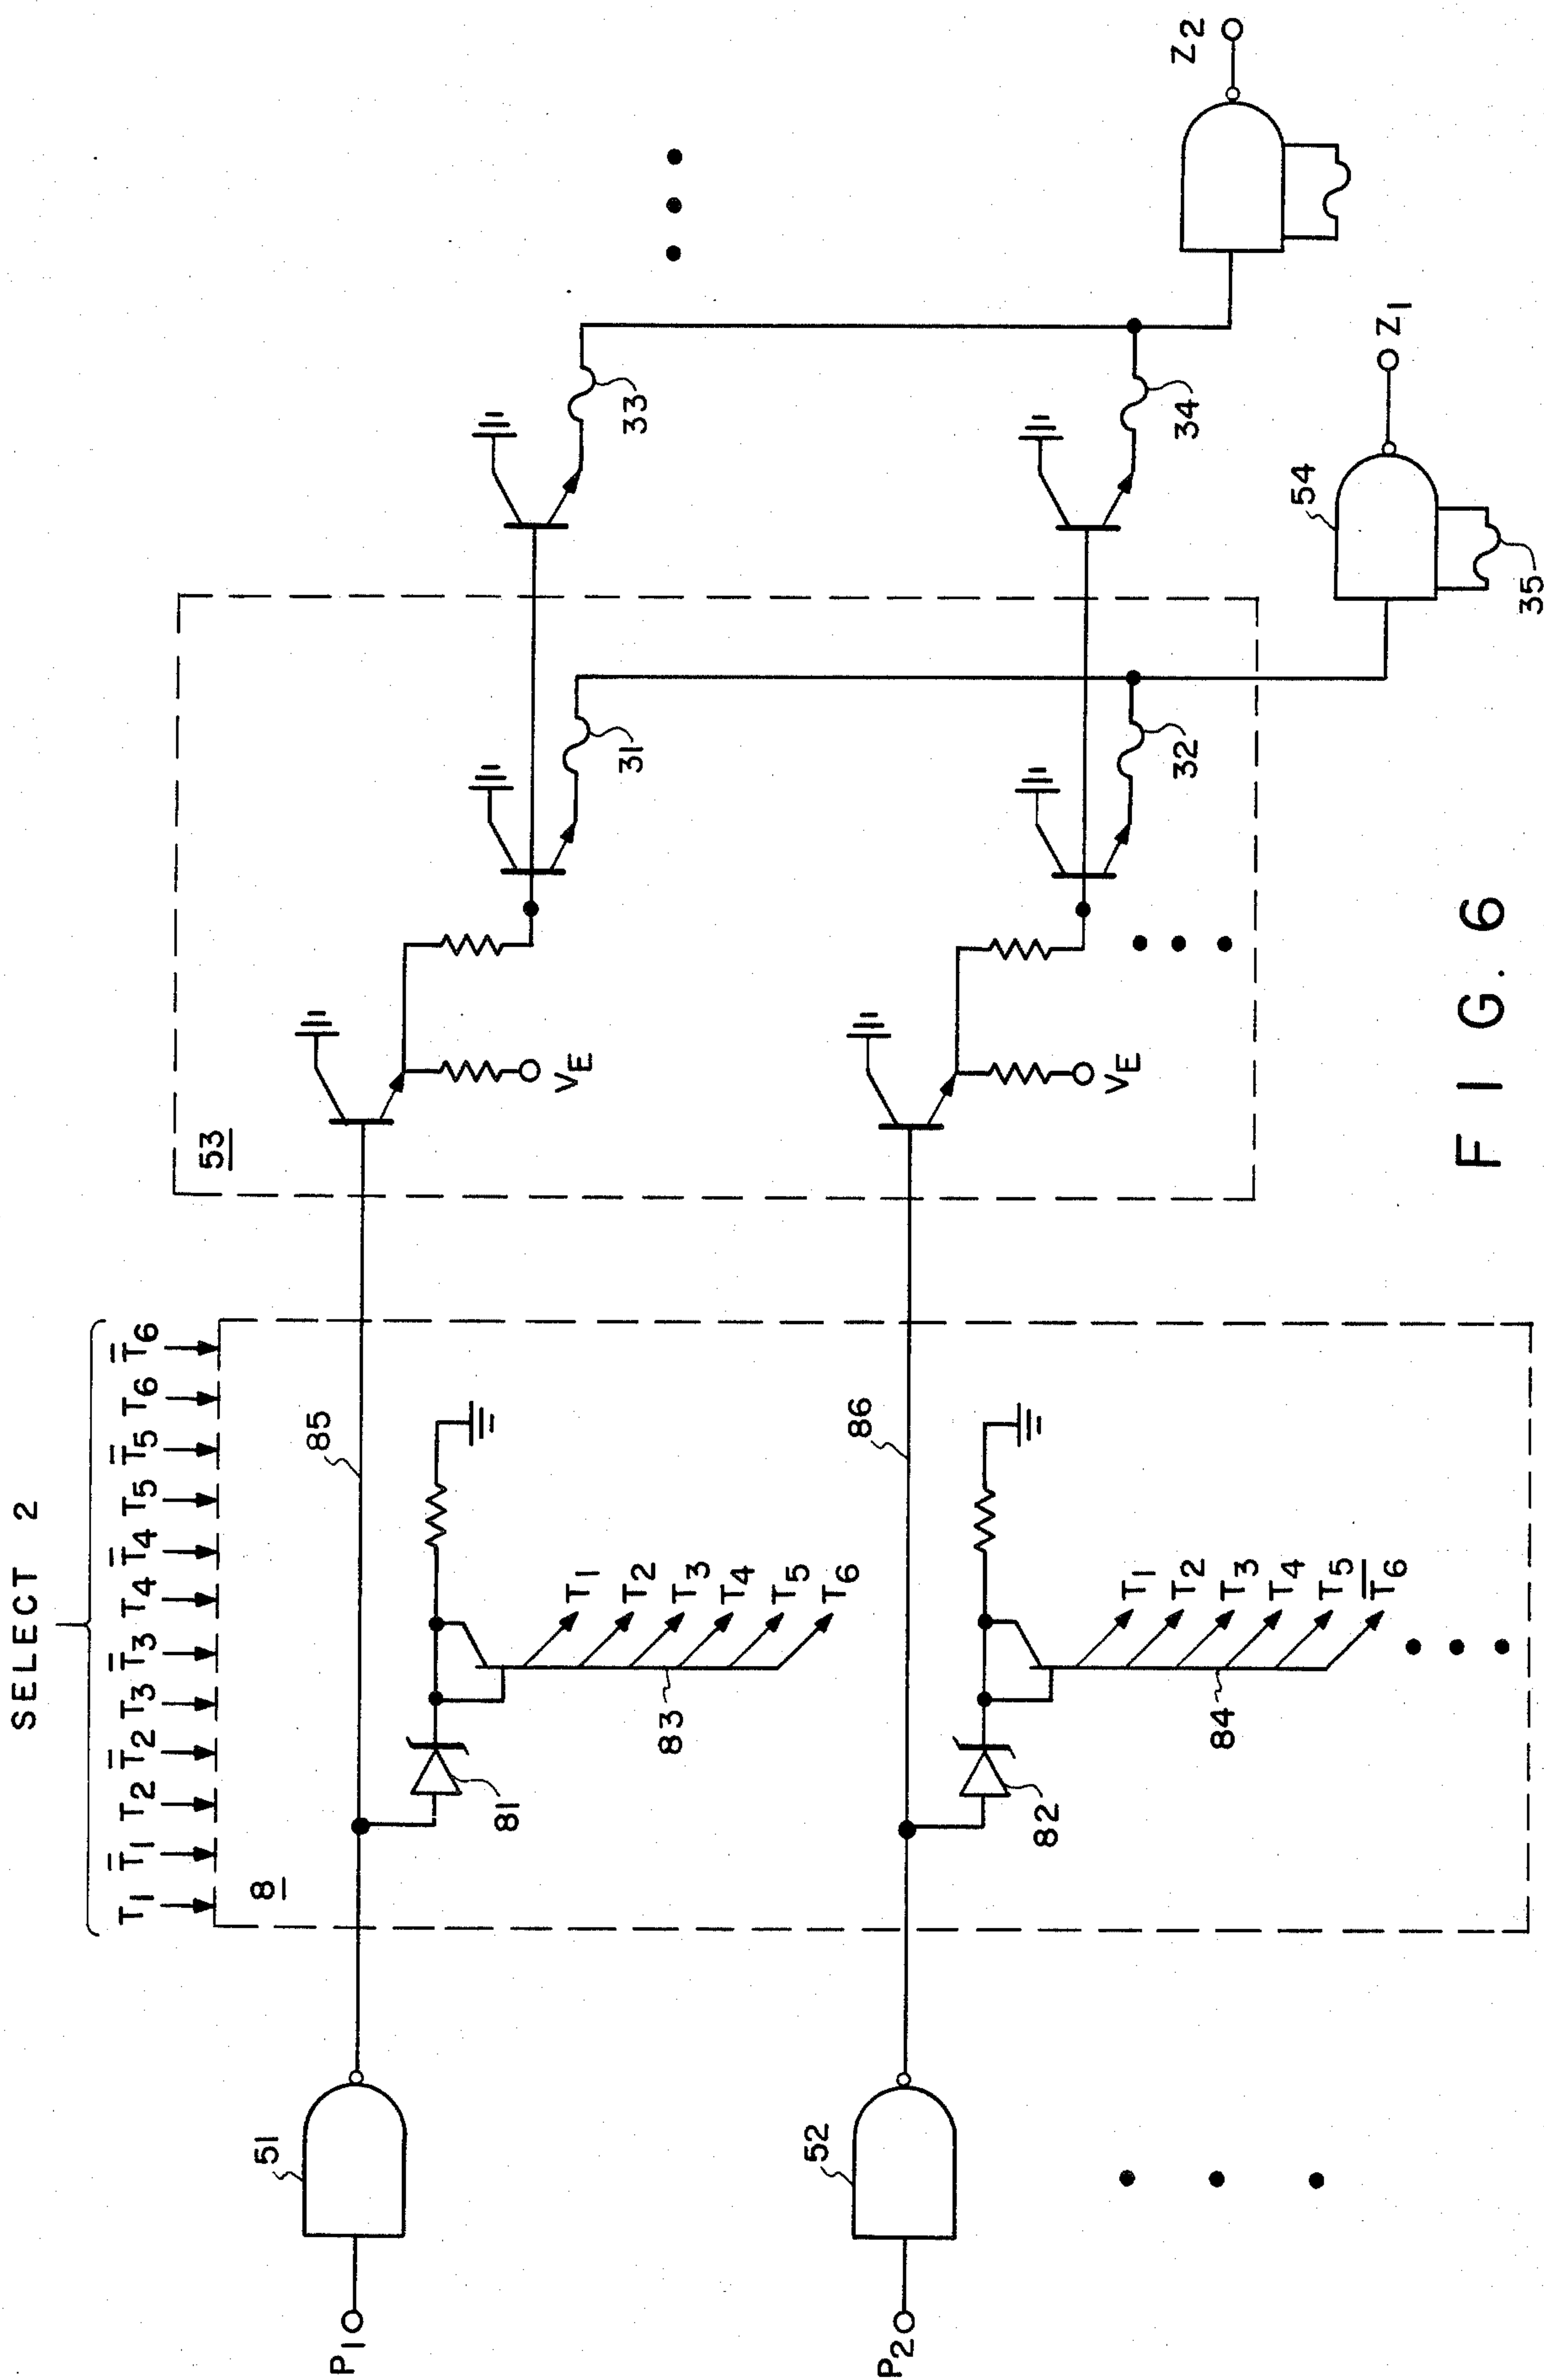 SELECT 2
T1 T̅1 T2 T̅2 T3 T̅3 T4 T̅4 T5 T̅5 T6 T̅6
8
P1
51
85
81
83
T1
T2
T3
T4
T5
T6
53
VE
31
33
P2
52
86
82
84
T1
T2
T3
T4
T5
T̅6
VE
32
34
54
35
Z1
Z2
FIG. 6